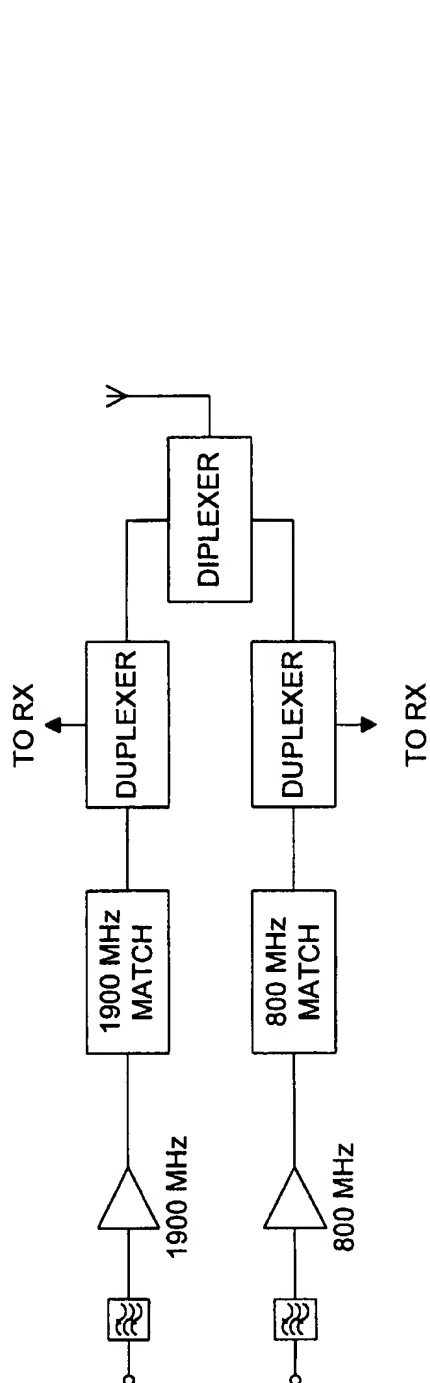 TO RX
1900 MHz
1900 MHz
MATCH
DUPLEXER
DIPLEXER
800 MHz
800 MHz
MATCH
DUPLEXER
TO RX